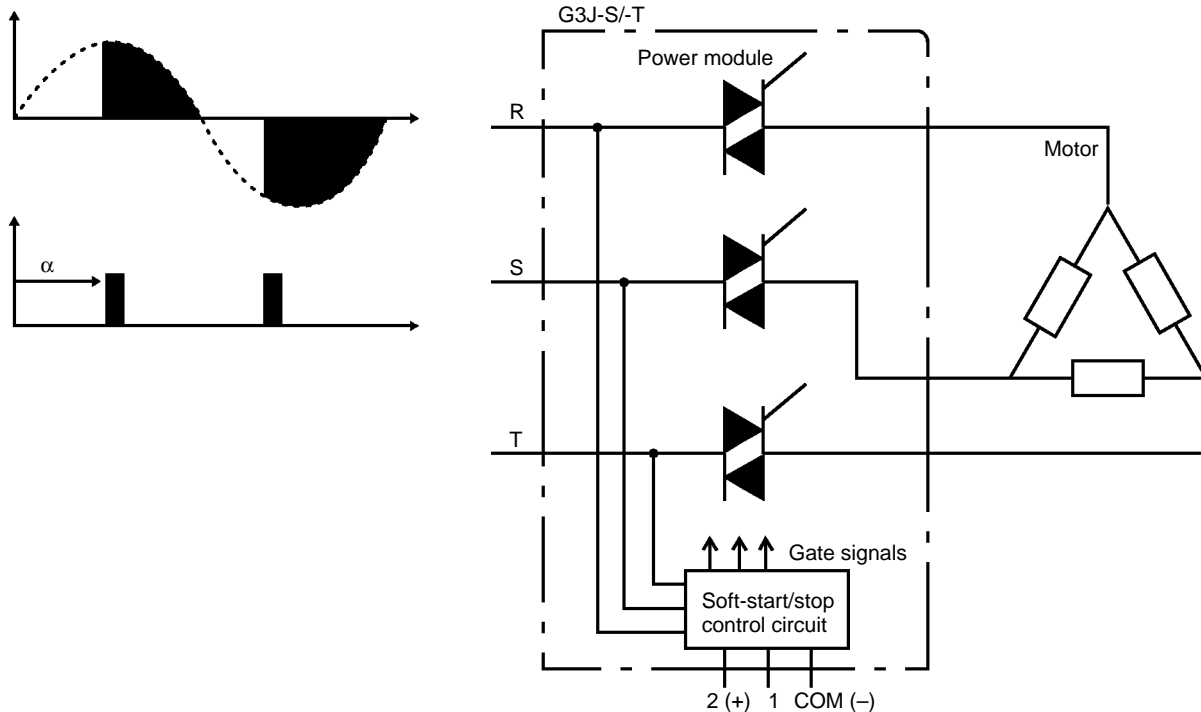 G3J-S/-T
Power module
R
Motor
α
S
T
Gate signals
Soft-start/stop
control circuit
2 (+) 1 COM (–)